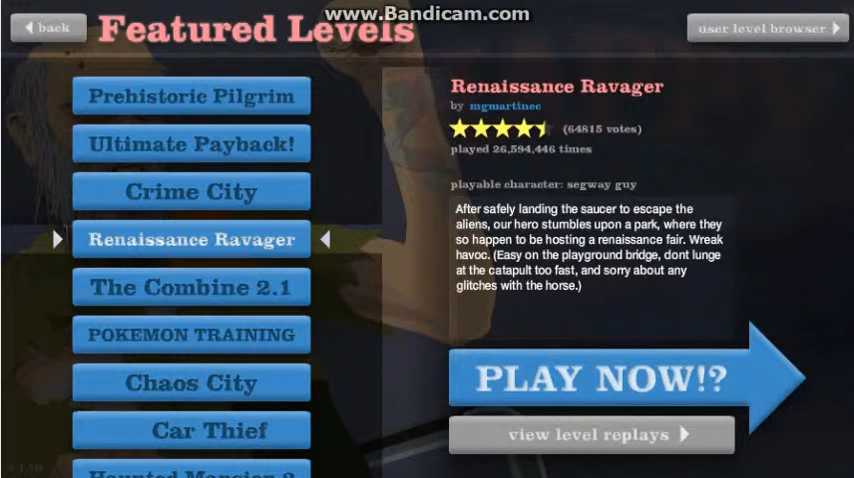 www.Bandicam.com
back
Featured Levels
user level browser
Prehistoric Pilgrim
Ultimate Payback!
Crime City
Renaissance Ravager
The Combine 2.1
POKEMON TRAINING
Chaos City
Car Thief
Haunted Mansion 2
Renaissance Ravager
by mgmartinec
(64815 votes)
played 26,594,446 times
playable character: segway guy
After safely landing the saucer to escape the
aliens, our hero stumbles upon a park, where they
so happen to be hosting a renaissance fair. Wreak
havoc. (Easy on the playground bridge, dont lunge
at the catapult too fast, and sorry about any
glitches with the horse.)
PLAY NOW!?
view level replays